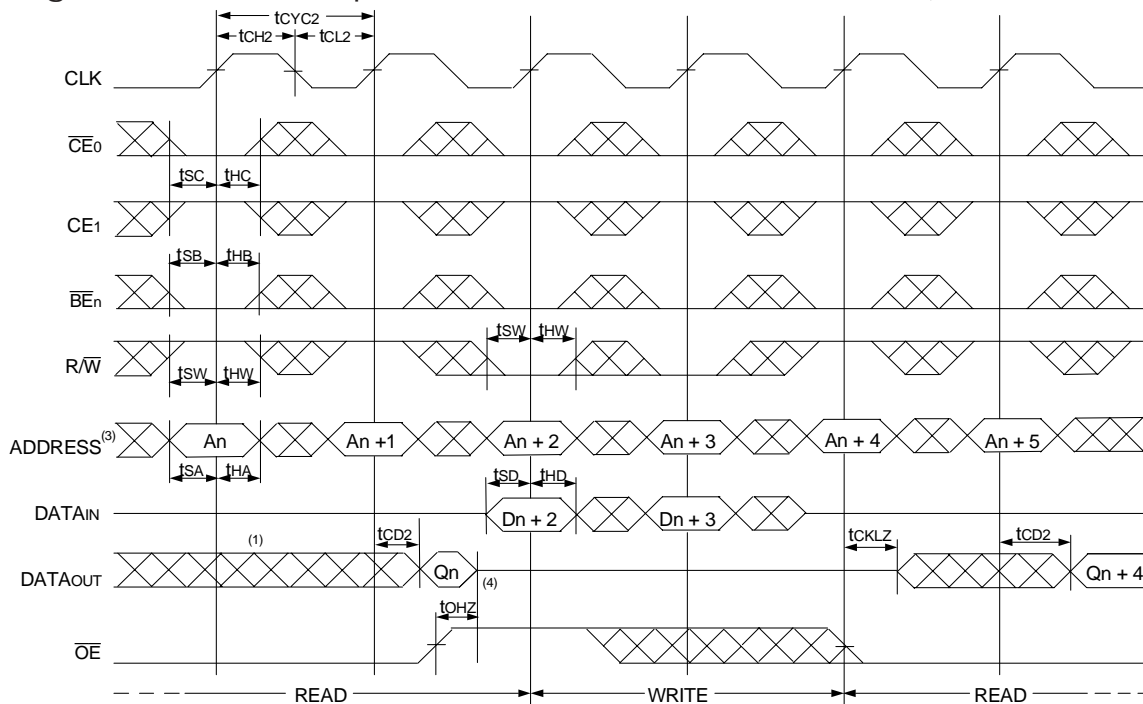 tCYC2
tCH2 tCL2
CLK
CE0
tSC tHC
CE1
tSB tHB
BEn
tSW tHW
R/W
tSW tHW
ADDRESS(3) An An +1 An + 2 An + 3 An + 4 An + 5
tSA tHA tSD tHD
DATAIN Dn + 2 Dn + 3
(1) tCD2 tCKLZ tCD2
DATAOUT Qn (4) Qn + 4
tOHZ
OE
READ WRITE READ